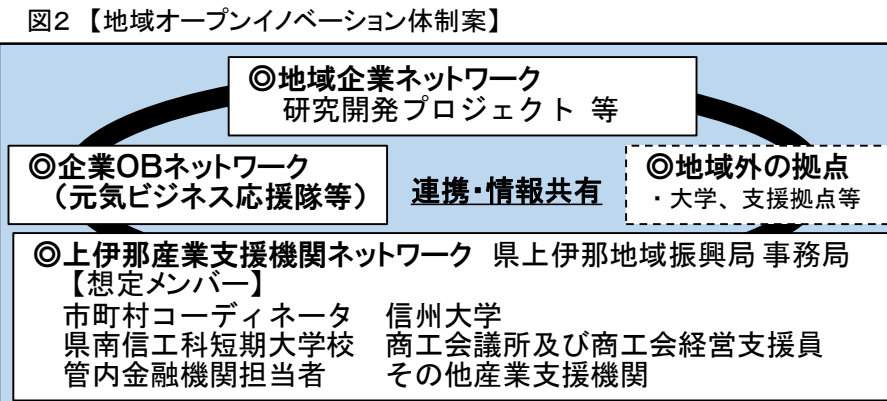 図2 【地域オープンイノベーション体制案】
◎地域企業ネットワーク
研究開発プロジェクト 等
◎企業OBネットワーク
(元気ビジネス応援隊等)
連携・情報共有
◎地域外の拠点
・大学、支援拠点等
◎上伊那産業支援機関ネットワーク 県上伊那地域振興局 事務局
【想定メンバー】
市町村コーディネータ 信州大学
県南信工科短期大学校 商工会議所及び商工会経営支援員
管内金融機関担当者 その他産業支援機関